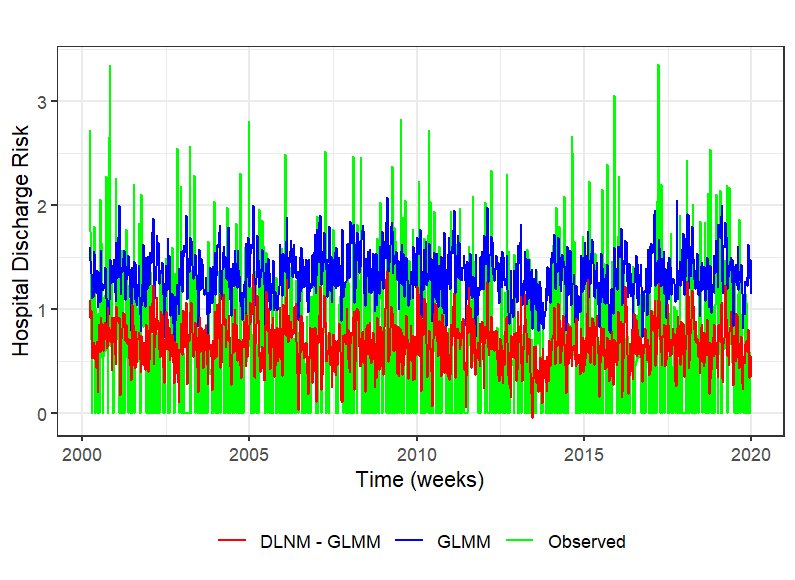 Hospital Discharge Risk
3
2
1
0
2000 2005 2010 2015 2020
Time (weeks)
DLNM - GLMM GLMM Observed